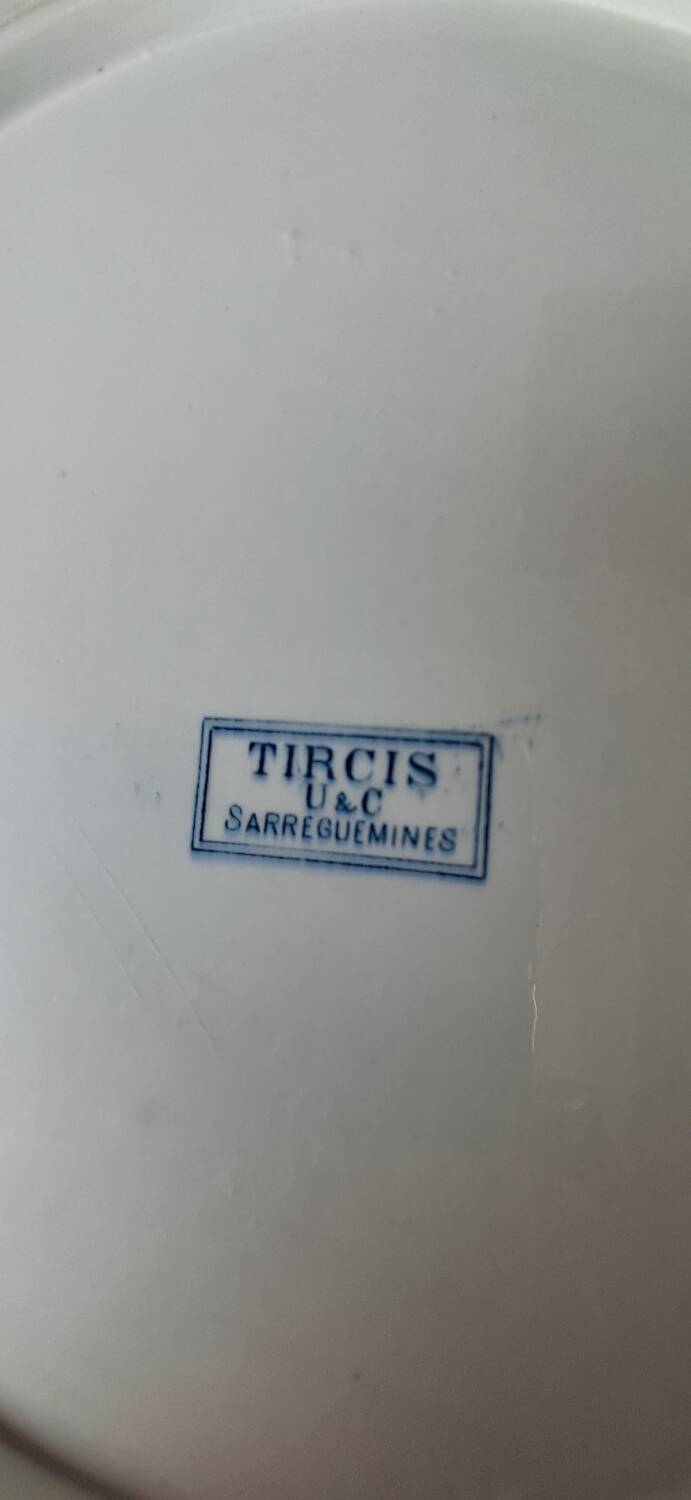 TIRCIS
U & C
SARREGUEMINES